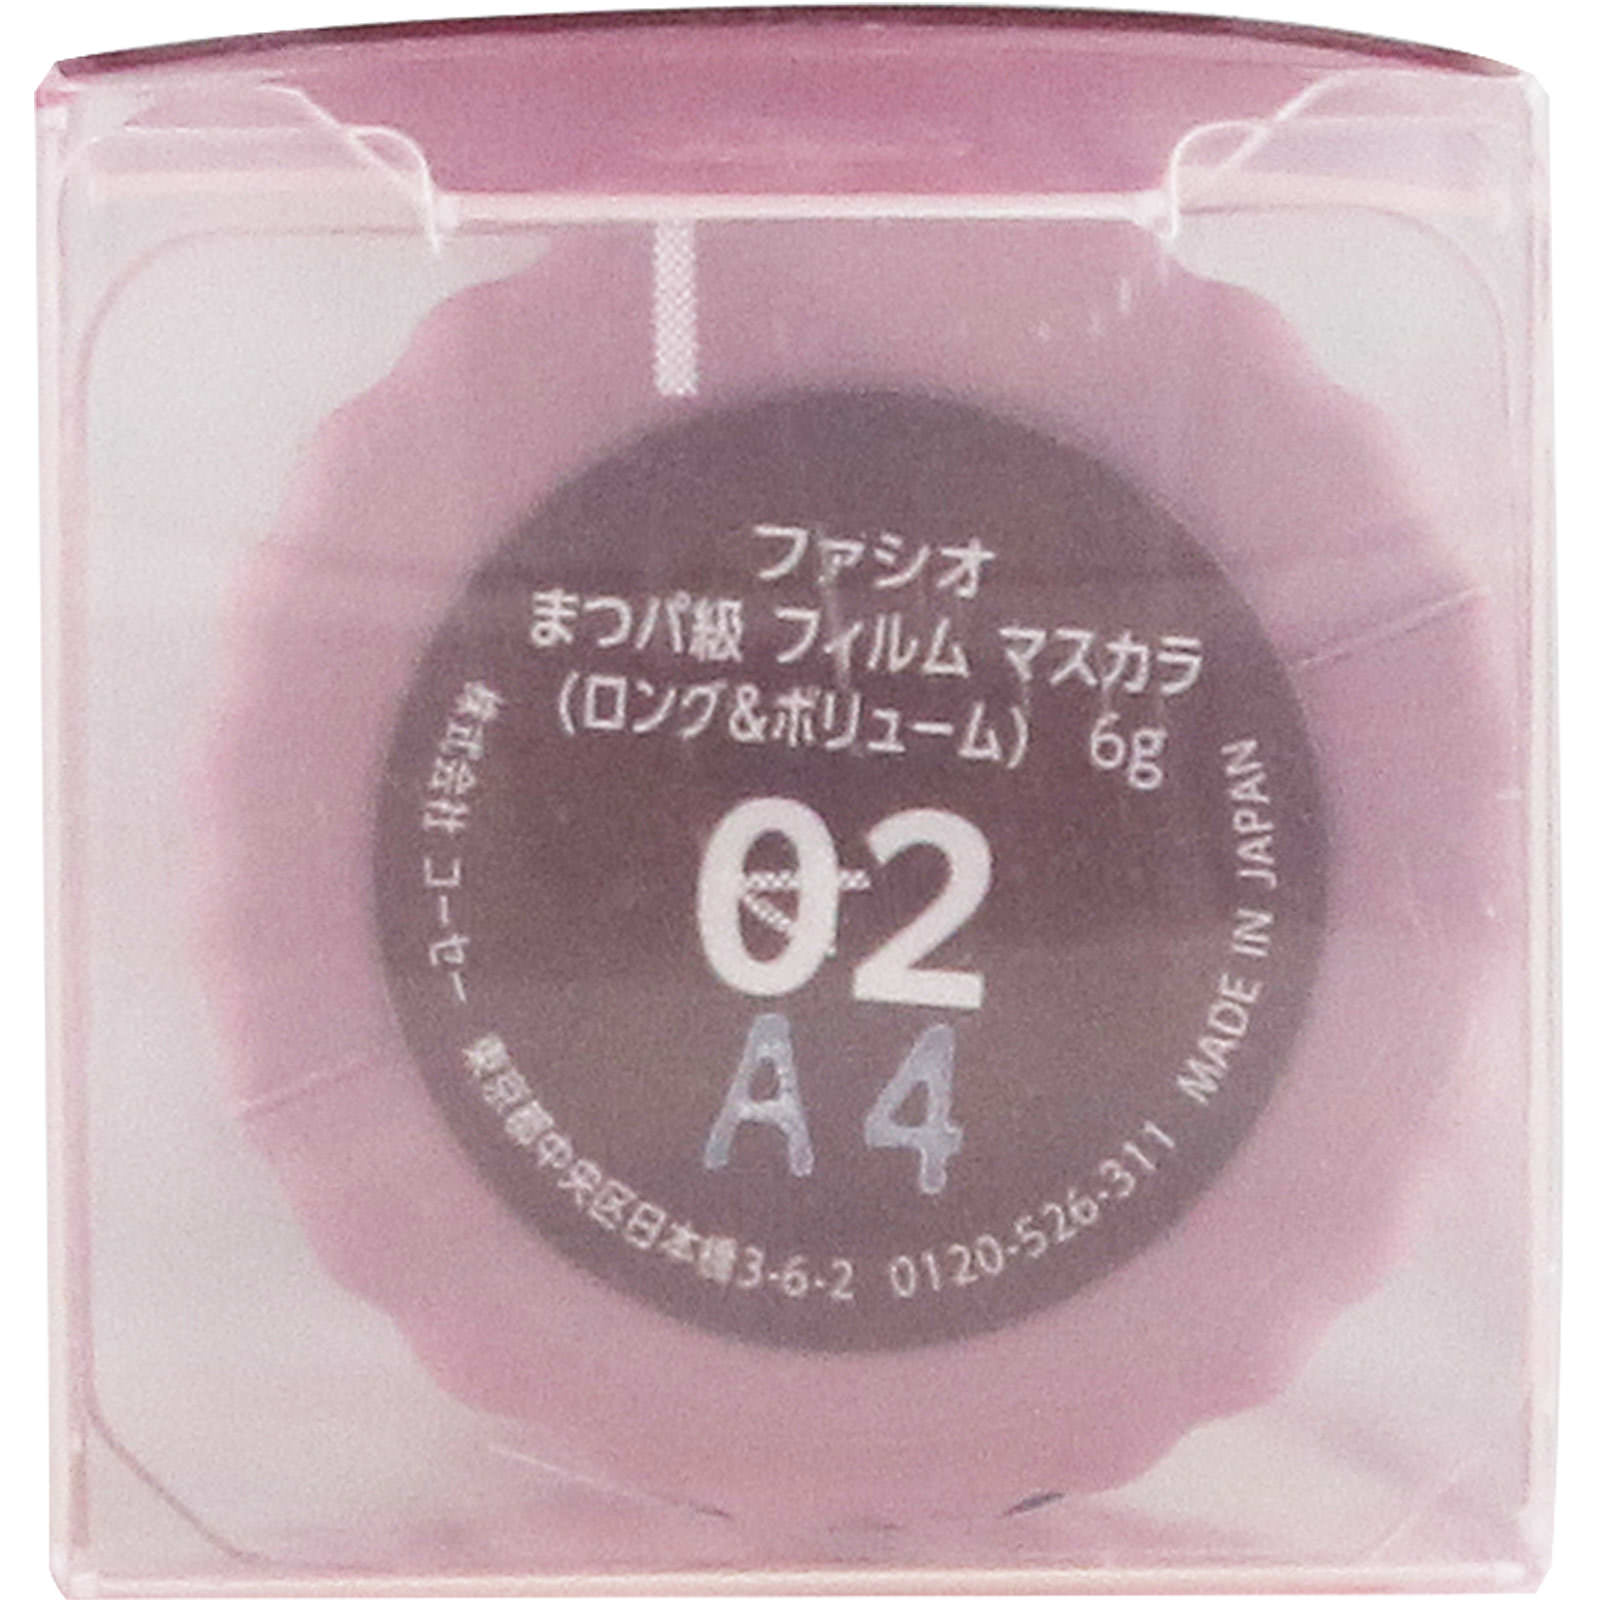 ファシオ
まつパ級 フィルム マスカラ
(ロング&ボリューム) 6g
02
A4
株式会社 コーセー 東京都中央区日本橋3-6-2 0120-526-311 MADE IN JAPAN